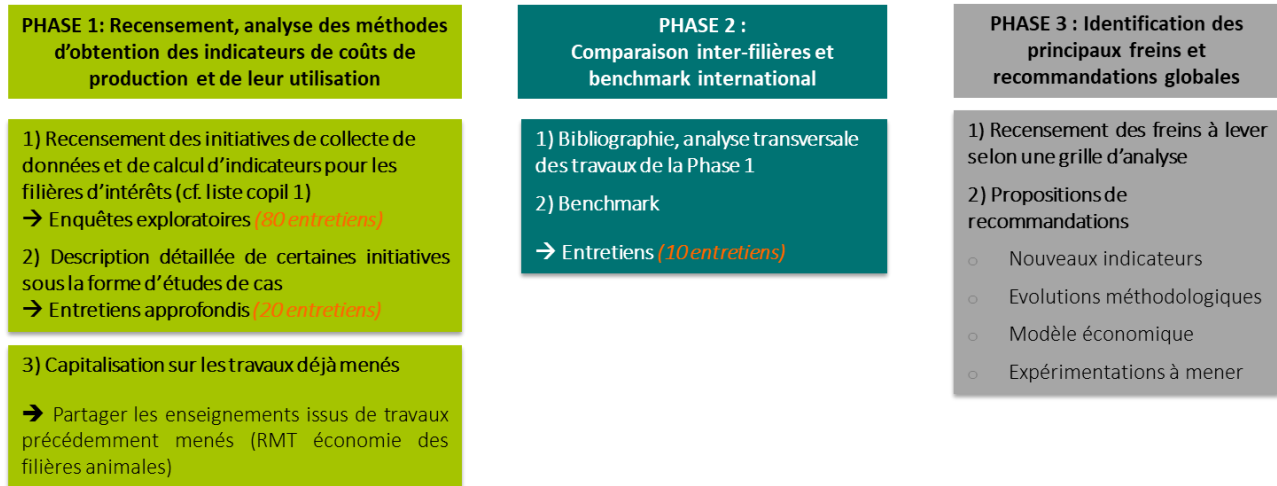 PHASE 1: Recensement, analyse des méthodes
d'obtention des indicateurs de coûts de
production et de leur utilisation
1) Recensement des initiatives de collecte de
données et de calcul d'indicateurs pour les
filières d'intérêts (cf. liste copil 1)
→ Enquêtes exploratoires (80 entretiens)
2) Description détaillée de certaines initiatives
sous la forme d'études de cas
→ Entretiens approfondis (20 entretiens)
3) Capitalisation sur les travaux déjà menés
→ Partager les enseignements issus de travaux
précédemment menés (RMT économie des
filières animales)
PHASE 2 :
Comparaison inter-filières et
benchmark international
1) Bibliographie, analyse transversale
des travaux de la Phase 1
2) Benchmark
→ Entretiens (10 entretiens)
PHASE 3 : Identification des
principaux freins et
recommandations globales
1) Recensement des freins à lever
selon une grille d'analyse
2) Propositions de
recommandations
o Nouveaux indicateurs
o Evolutions méthodologiques
o Modèle économique
o Expérimentations à mener